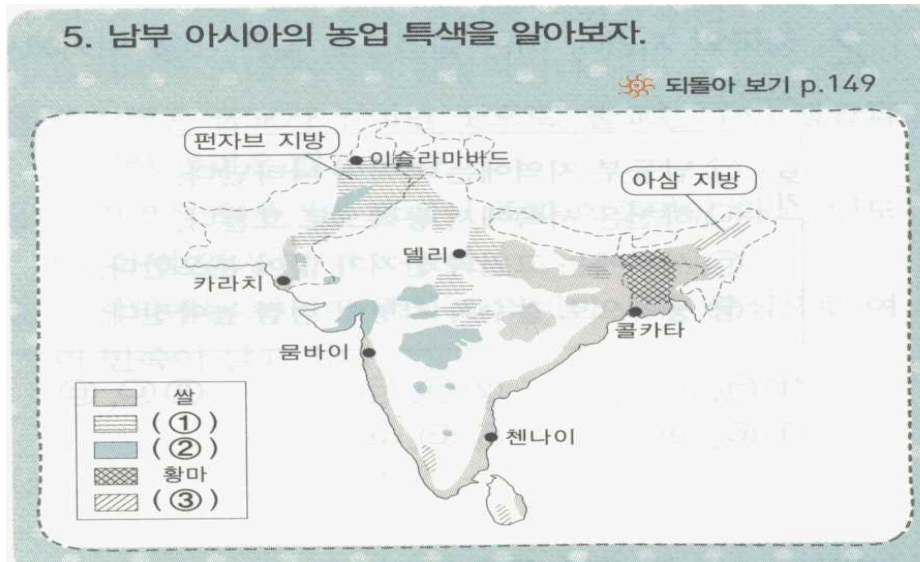 5. 남부 아시아의 농업 특색을 알아보자.
되돌아 보기 p.149
펀자브 지방
이슬라마바드
아삼 지방
델리
카라치
콜카타
뭄바이
첸나이
쌀
( ① )
( ② )
황마
( ③ )